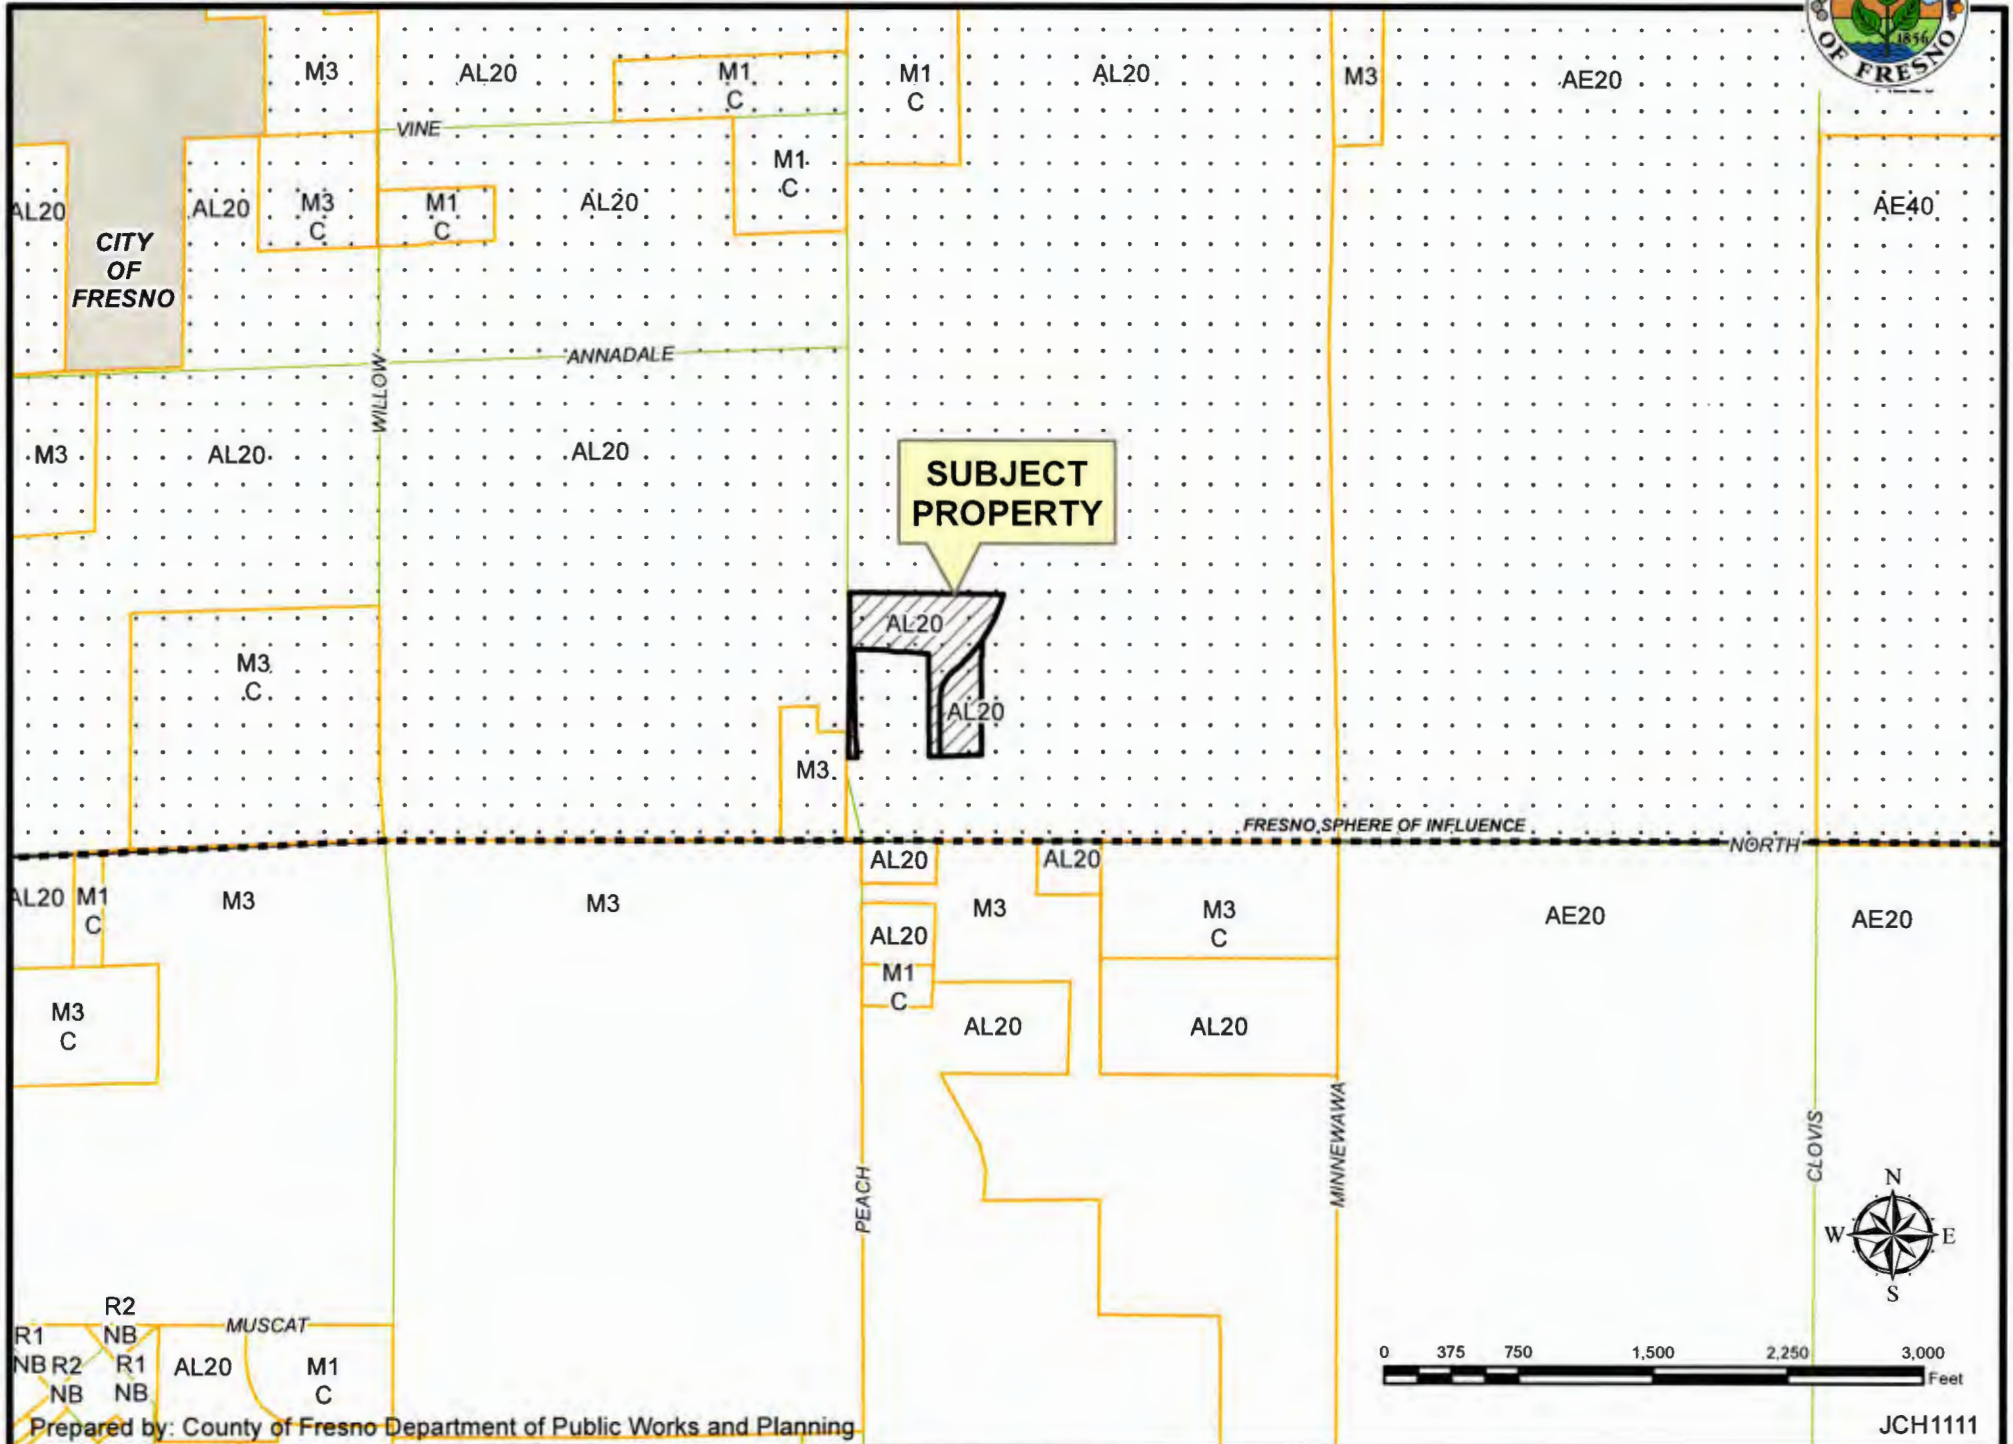 1856
OF FRESNO
M3
AL20
M1
C
M1
C
AL20
M3
AE20
VINE
M1
C
AL20
AL20
M3
C
M1
C
AL20
AE40
CITY
OF
FRESNO
ANNADALE
WILLOW
M3
AL20
AL20
SUBJECT
PROPERTY
AL20
M3
C
AL20
M3
FRESNO SPHERE OF INFLUENCE
NORTH
AL20
AL20
AL20
M1
C
M3
M3
AL20
M3
M3
C
AE20
AE20
M1
C
M3
C
AL20
AL20
PEACH
MINNEWAWA
CLOVIS
N
W
E
S
R2
NB
MUSCAT
R1
NB
R2
NB
R1
NB
AL20
M1
C
0 375 750 1,500 2,250 3,000
Feet
Prepared by: County of Fresno Department of Public Works and Planning
JCH1111